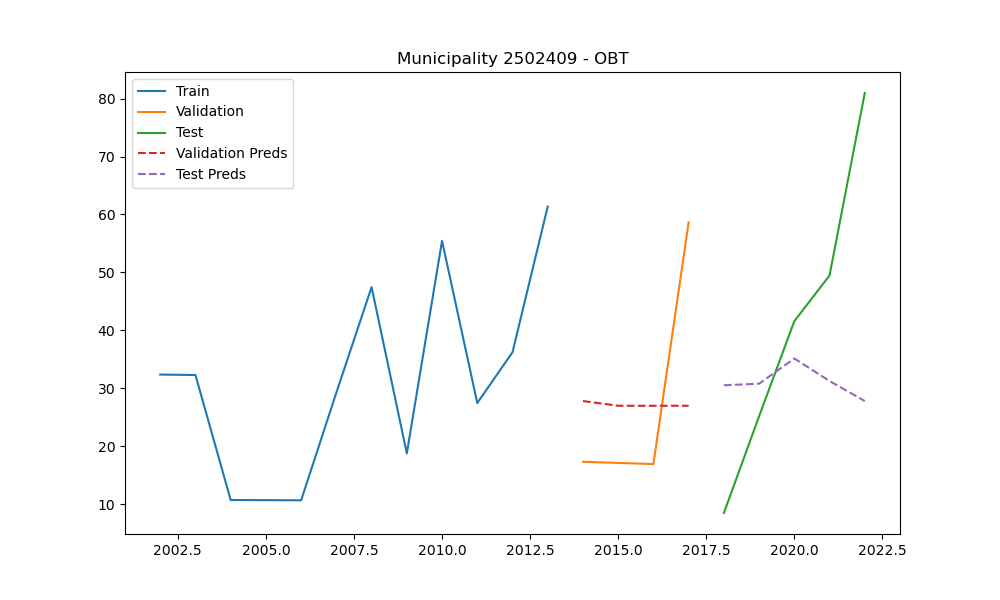 Municipality 2502409 - OBT
Train
Validation
Test
Validation Preds
Test Preds
80
70
60
50
40
30
20
10
2002.5 2005.0 2007.5 2010.0 2012.5 2015.0 2017.5 2020.0 2022.5